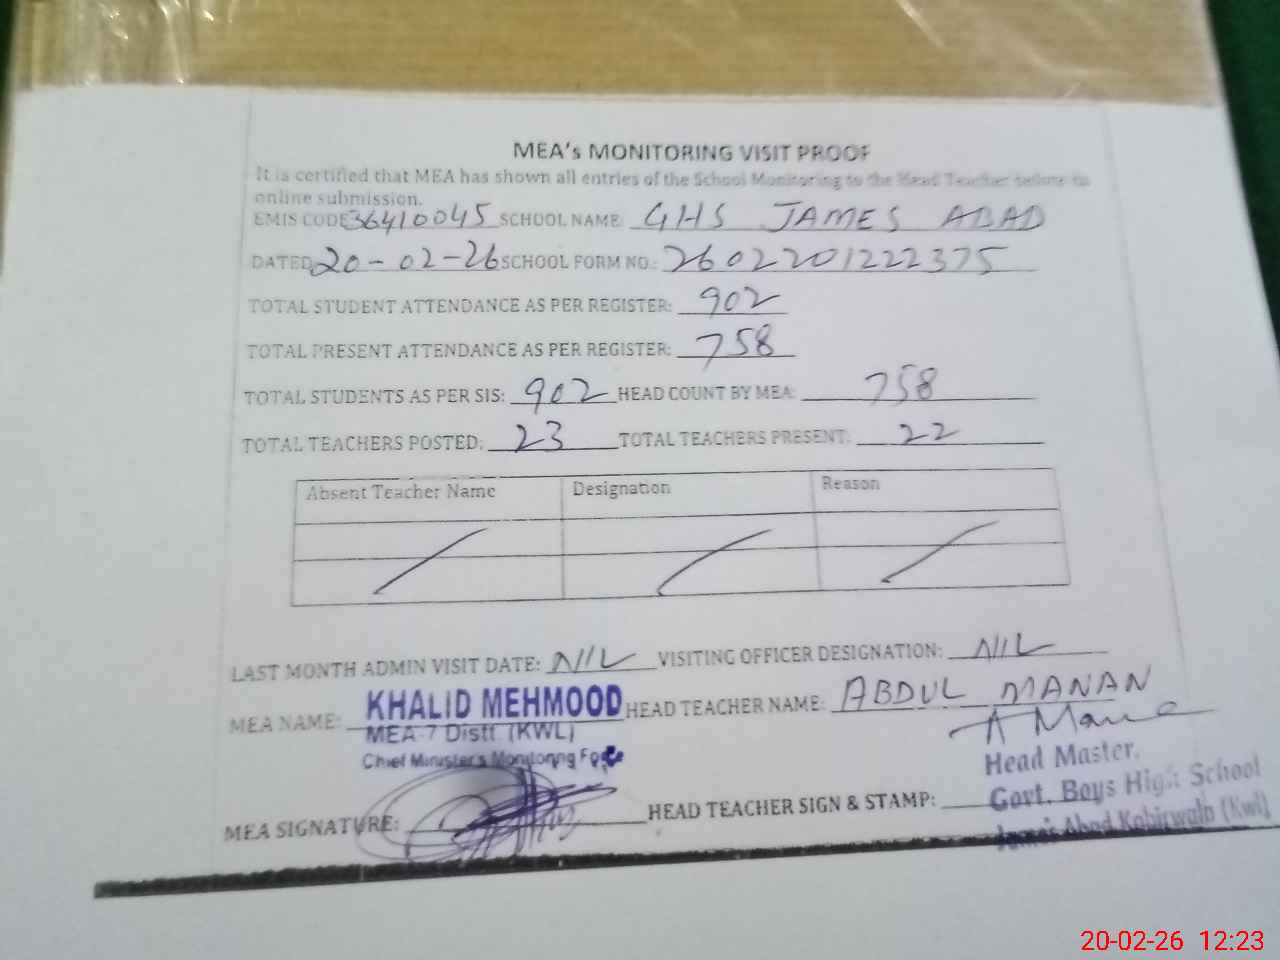 MEA's MONITORING VISIT PROOF
It is certified that MEA has shown all entries of the School Monitoring to the Head Teacher before to
online submission.
EMIS CODE 36410045 SCHOOL NAME: GHS JAMES ABAD
DATED 20-02-26 SCHOOL FORM NO.: 2602201222375
TOTAL STUDENT ATTENDANCE AS PER REGISTER: 902
TOTAL PRESENT ATTENDANCE AS PER REGISTER: 758
TOTAL STUDENTS AS PER SIS: 902 HEAD COUNT BY MEA: 758
TOTAL TEACHERS POSTED: 23 TOTAL TEACHERS PRESENT: 22
Absent Teacher Name Designation Reason
LAST MONTH ADMIN VISIT DATE: NIL VISITING OFFICER DESIGNATION: NIL
MEA NAME: KHALID MEHMOOD HEAD TEACHER NAME: ABDUL MANAN
MEA 7 Distt (KWL)
Chief Minister's Monitoring Force
A Mana
Head Master.
MEA SIGNATURE: HEAD TEACHER SIGN & STAMP: Govt. Boys High School
James Abad Kabirwala (Kwl)
20-02-26 12:23